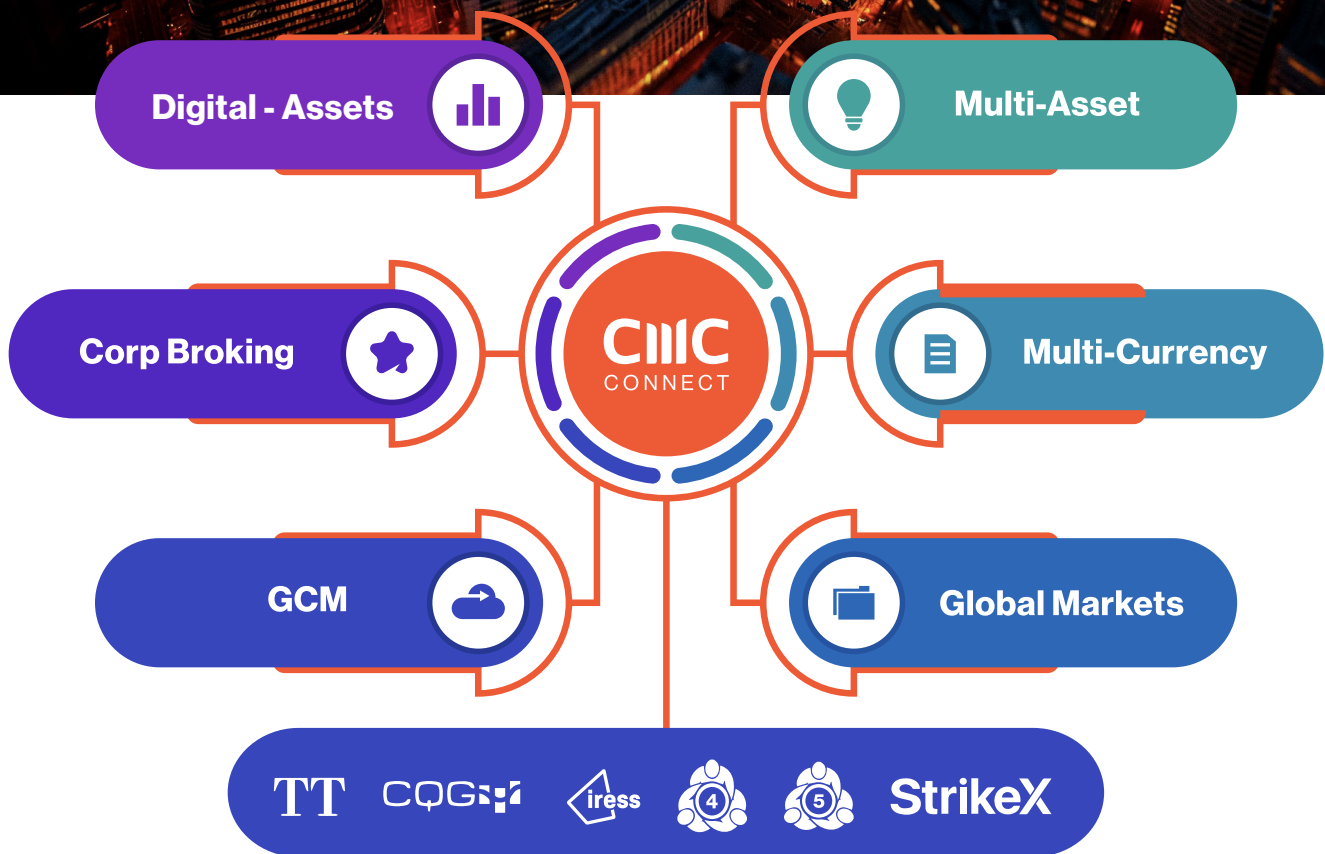 Digital - Assets
Multi-Asset
CMC
CONNECT
Corp Broking
Multi-Currency
GCM
Global Markets
TT CQG iress 4 5 StrikeX